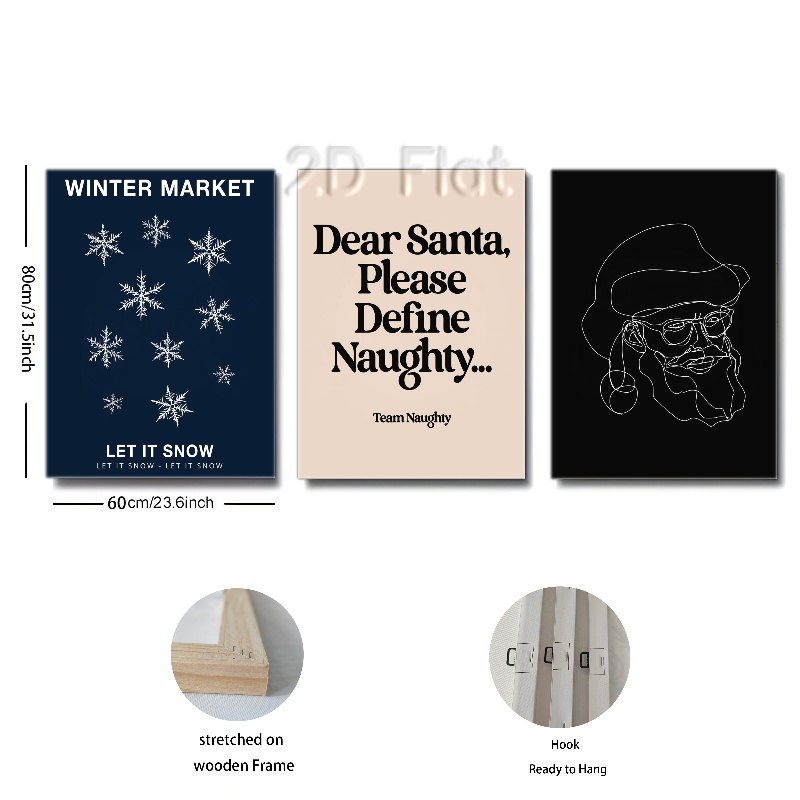 2D Flat
WINTER MARKET
LET IT SNOW
LET IT SNOW - LET IT SNOW
Dear Santa,
Please
Define
Naughty...
Team Naughty
80cm/31.5inch
60cm/23.6inch
stretched on
wooden Frame
Hook
Ready to Hang